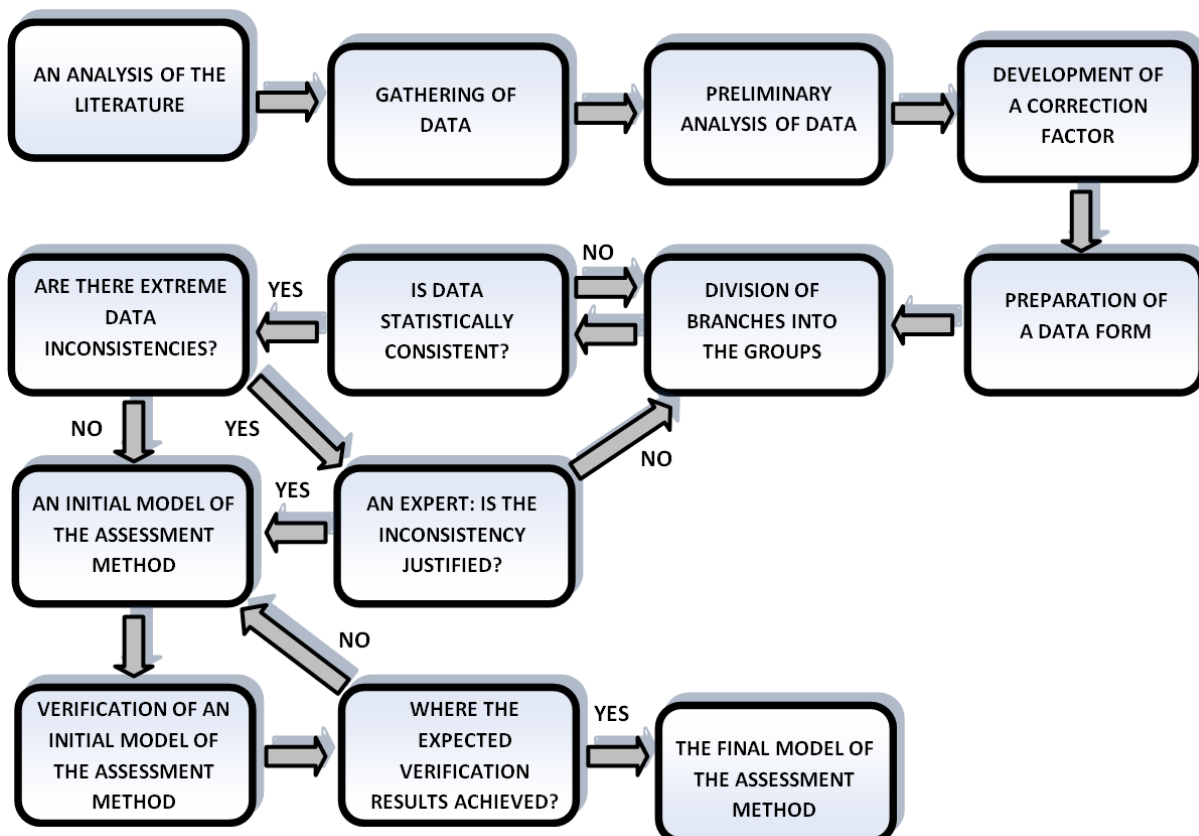 AN ANALYSIS OF THE
LITERATURE
GATHERING OF
DATA
PRELIMINARY
ANALYSIS OF DATA
DEVELOPMENT OF
A CORRECTION
FACTOR
ARE THERE EXTREME
DATA
INCONSISTENCIES?
YES
IS DATA
STATISTICALLY
CONSISTENT?
NO
DIVISION OF
BRANCHES INTO
THE GROUPS
PREPARATION OF
A DATA FORM
NO
YES
NO
AN INITIAL MODEL OF
THE ASSESSMENT
METHOD
YES
AN EXPERT: IS THE
INCONSISTENCY
JUSTIFIED?
NO
VERIFICATION OF AN
INITIAL MODEL OF
THE ASSESSMENT
METHOD
WHERE THE
EXPECTED
VERIFICATION
RESULTS ACHIEVED?
YES
THE FINAL MODEL OF
THE ASSESSMENT
METHOD